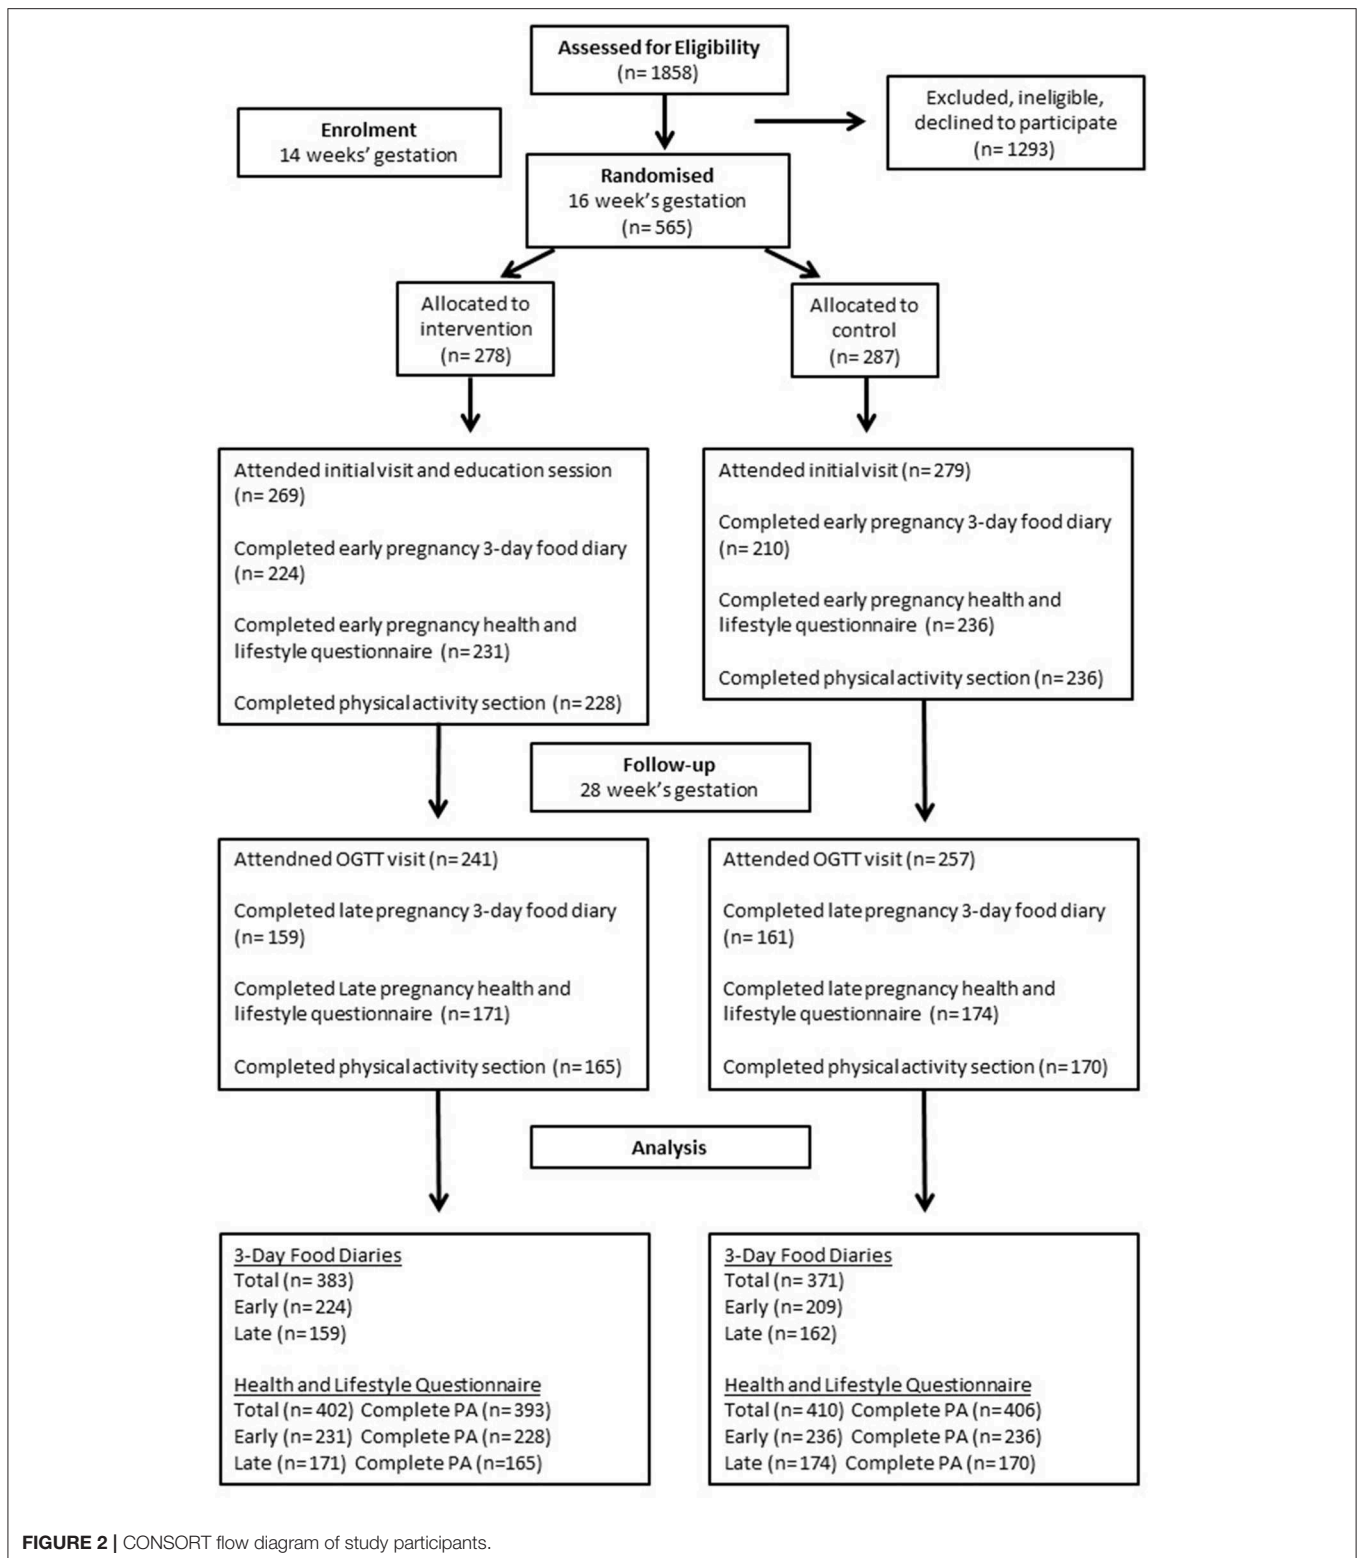 Assessed for Eligibility
(n= 1858)
Excluded, ineligible,
declined to participate
(n= 1293)
Enrolment
14 weeks' gestation
Randomised
16 week's gestation
(n= 565)
Allocated to
intervention
(n= 278)
Allocated to
control
(n= 287)
Attended initial visit and education session
(n= 269)
Completed early pregnancy 3-day food diary
(n= 224)
Completed early pregnancy health and
lifestyle questionnaire (n=231)
Completed physical activity section (n=228)
Attended initial visit (n=279)
Completed early pregnancy 3-day food diary
(n= 210)
Completed early pregnancy health and
lifestyle questionnaire (n=236)
Completed physical activity section (n=236)
Follow-up
28 week's gestation
Attendned OGTT visit (n=241)
Completed late pregnancy 3-day food diary
(n= 159)
Completed Late pregnancy health and
lifestyle questionnaire (n=171)
Completed physical activity section (n=165)
Attended OGTT visit (n=257)
Completed late pregnancy 3-day food diary
(n= 161)
Completed late pregnancy health and
lifestyle questionnaire (n=174)
Completed physical activity section (n=170)
Analysis
3-Day Food Diaries
Total (n= 383)
Early (n=224)
Late (n=159)
Health and Lifestyle Questionnaire
Total (n= 402) Complete PA (n=393)
Early (n=231) Complete PA (n=228)
Late (n=171) Complete PA (n=165)
3-Day Food Diaries
Total (n= 371)
Early (n=209)
Late (n=162)
Health and Lifestyle Questionnaire
Total (n=410) Complete PA (n=406)
Early (n=236) Complete PA (n=236)
Late (n=174) Complete PA (n=170)
FIGURE 2 | CONSORT flow diagram of study participants.